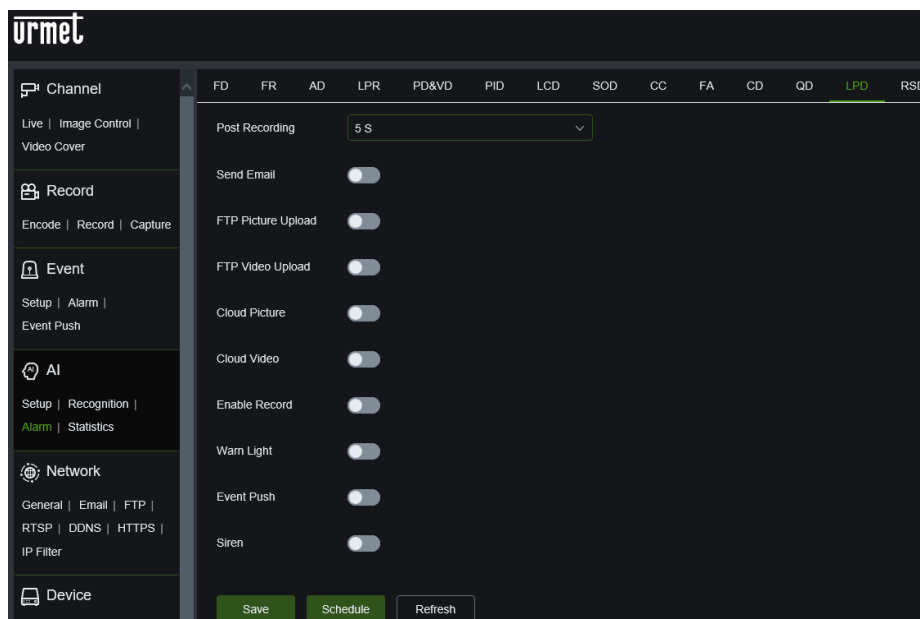 urmet
Channel
Live | Image Control |
Video Cover
Record
Encode | Record | Capture
Event
Setup | Alarm |
Event Push
AI
Setup | Recognition |
Alarm | Statistics
Network
General | Email | FTP |
RTSP | DDNS | HTTPS |
IP Filter
Device
FD FR AD LPR PD&VD PID LCD SOD CC FA CD QD LPD RSD
Post Recording 5 S
Send Email
FTP Picture Upload
FTP Video Upload
Cloud Picture
Cloud Video
Enable Record
Warn Light
Event Push
Siren
Save Schedule Refresh